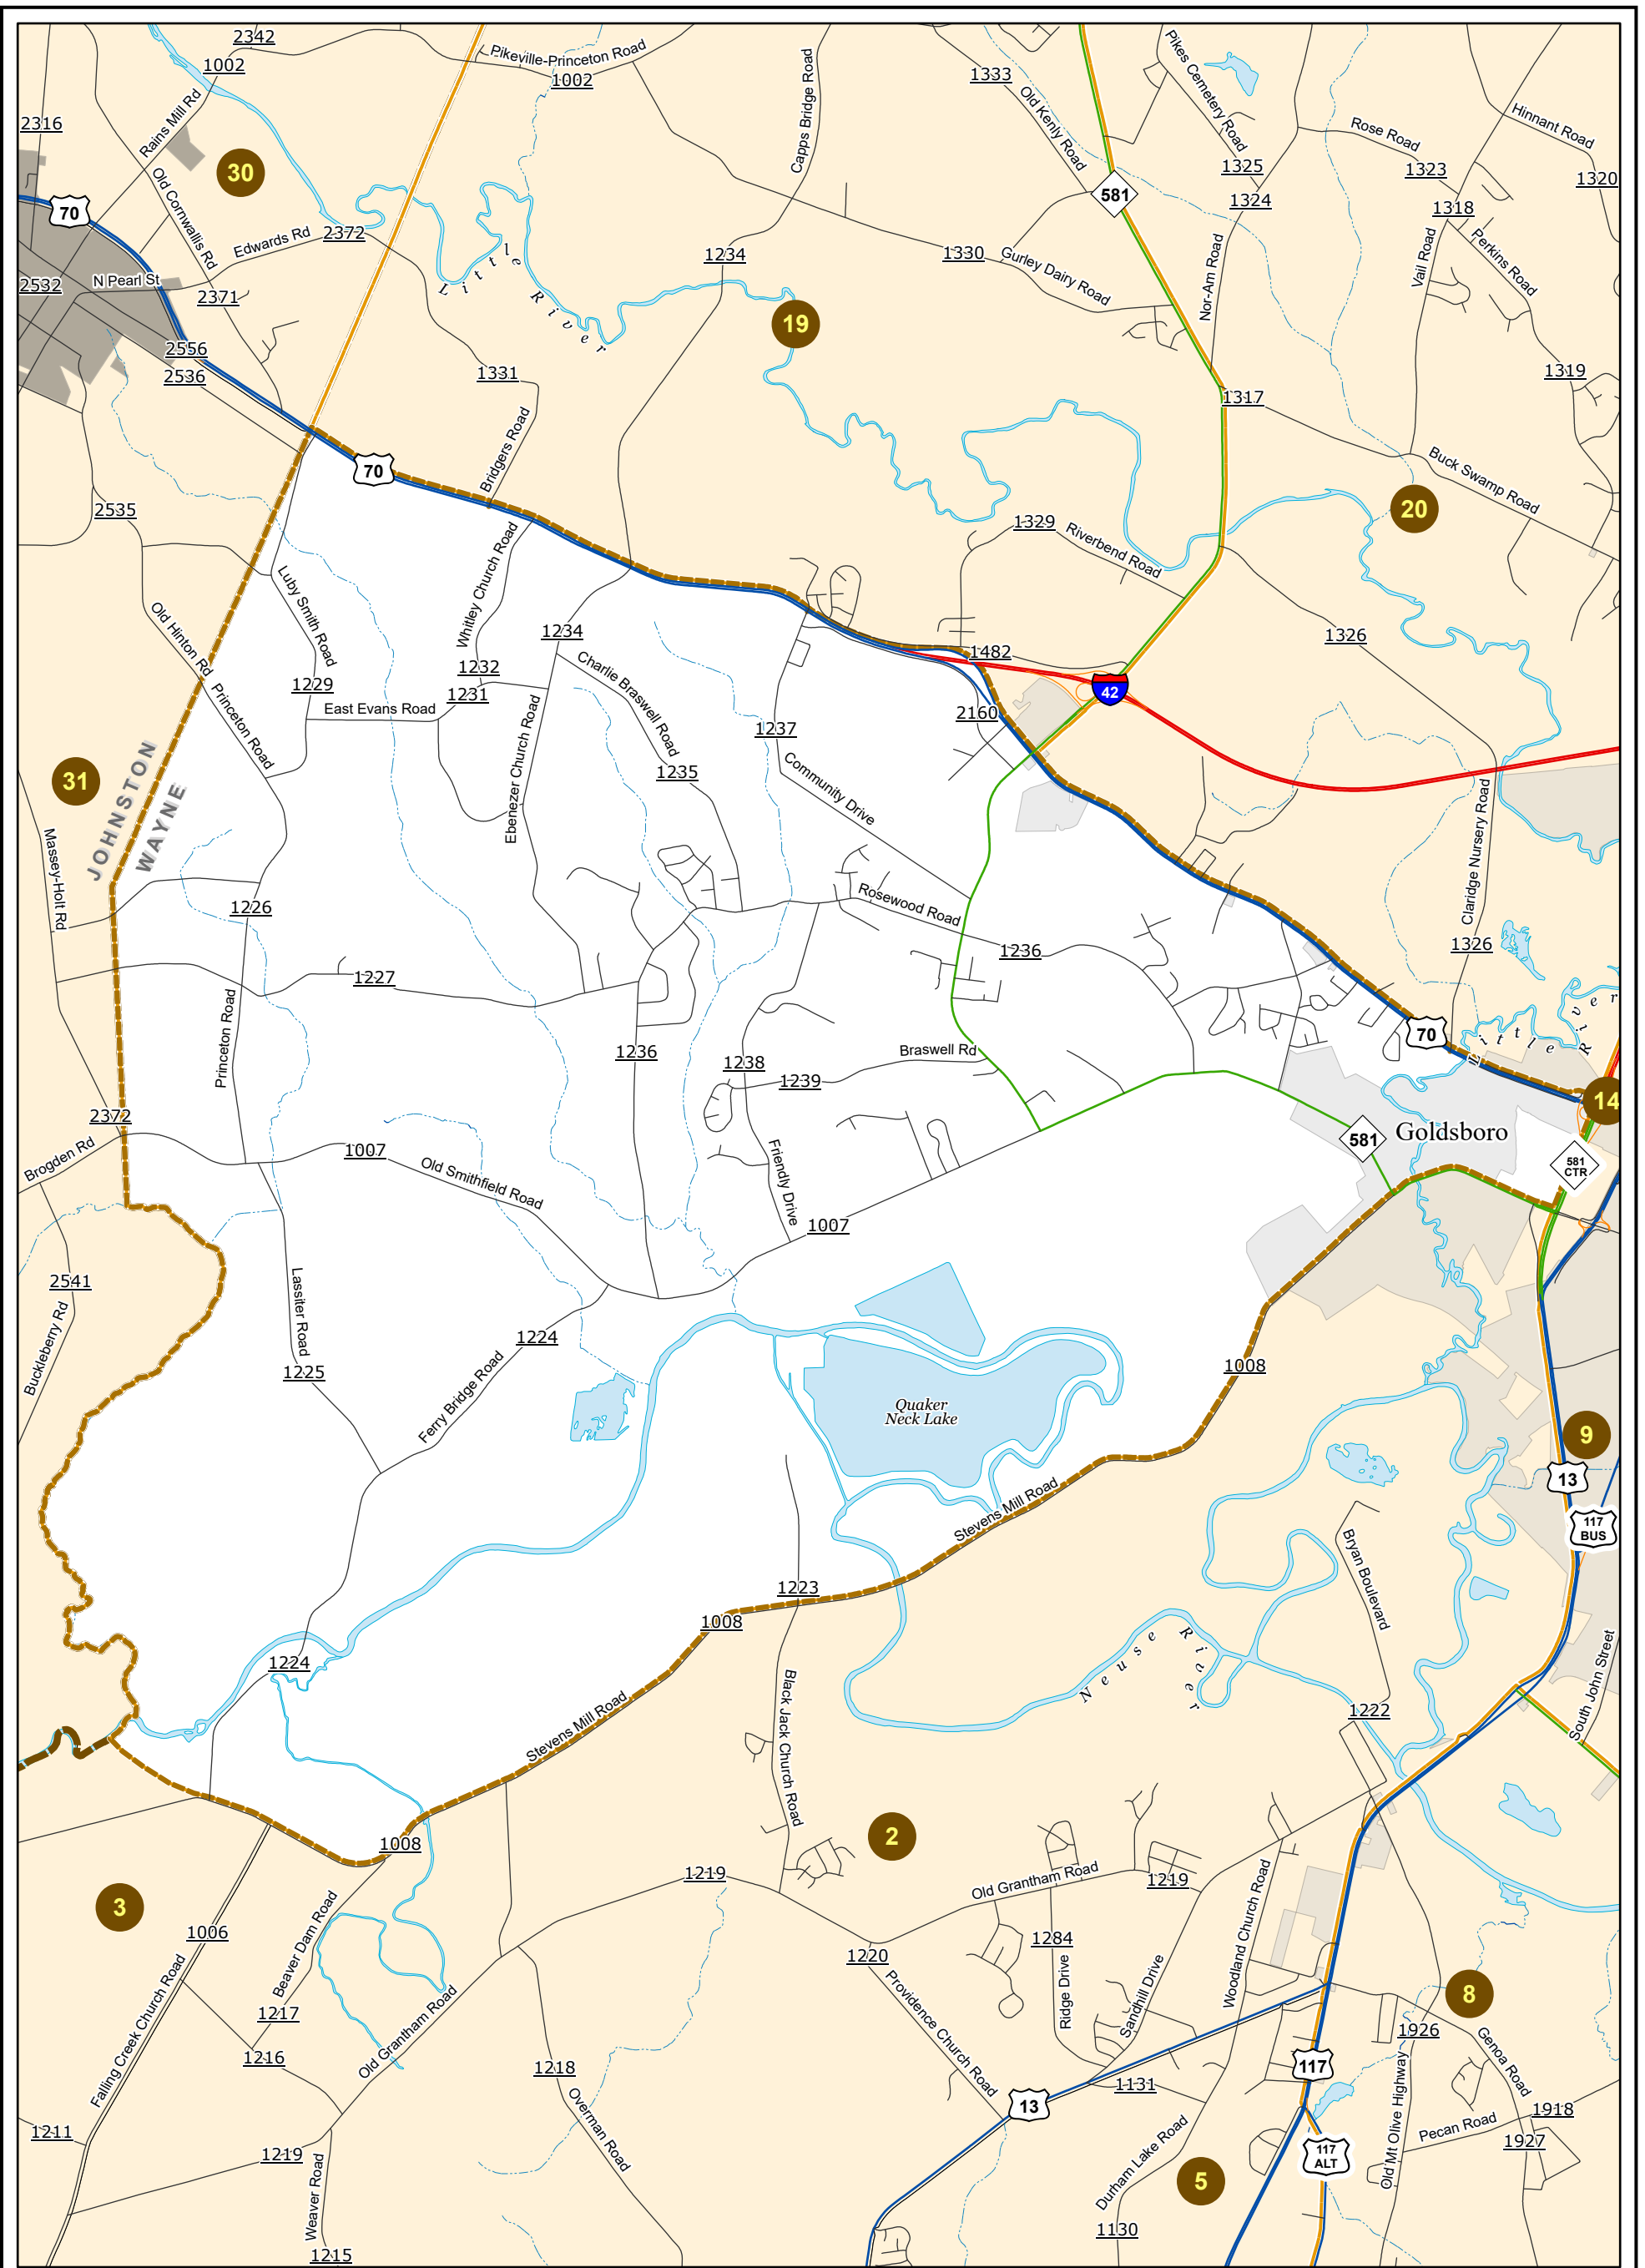 2342
1002
Pikeville-Princeton Road
1002
Capps Bridge Road
1333
Old Kenly Road
Pikes Cemetery Road
1325
1324
Rose Road
1323
Hinnant Road
1320
2316
Rains Mill Rd
30
70
Old Cornwallis Rd
Edwards Rd
2372
581
1318
Perkins Road
Vail Road
Nor-Am Road
1234
1330
Gurley Dairy Road
2532
N Pearl St
2371
Little River
19
2556
2536
1331
1317
1319
Bridgers Road
70
Buck Swamp Road
2535
20
1329
Riverbend Road
Whitley Church Road
Luby Smith Road
Old Hinton Rd
1234
1326
1482
Charlie Braswell Road
1232
1231
1229
East Evans Road
Princeton Road
42
2160
Ebenezer Church Road
1237
1235
Community Drive
31
JOHNSTON
WAYNE
Massey-Holt Rd
Claridge Nursery Road
1226
Rosewood Road
1236
1326
1227
Princeton Road
70
Little River
1236
1238
1239
Braswell Rd
14
2372
Brogden Rd
1007
Old Smithfield Road
Friendly Drive
581
Goldsboro
581
CTR
1007
2541
Buckleberry Rd
Lassiter Road
1225
1224
Ferry Bridge Road
1008
Quaker
Neck Lake
9
13
117
BUS
Stevens Mill Road
Bryan Boulevard
1223
1008
1224
Neuse River
South John Street
1222
Stevens Mill Road
Black Jack Church Road
1008
2
3
1219
Old Grantham Road
1219
1006
Beaver Dam Road
Falling Creek Church Road
1220
1284
Ridge Drive
Sandhill Drive
Woodland Church Road
8
1217
1216
Old Grantham Road
Providence Church Road
1926
Genoa Road
1218
Overman Road
117
1131
13
1211
1918
Pecan Road
1927
1219
Weaver Road
117
ALT
Old Mt Olive Highway
Durham Lake Road
5
1130
1215